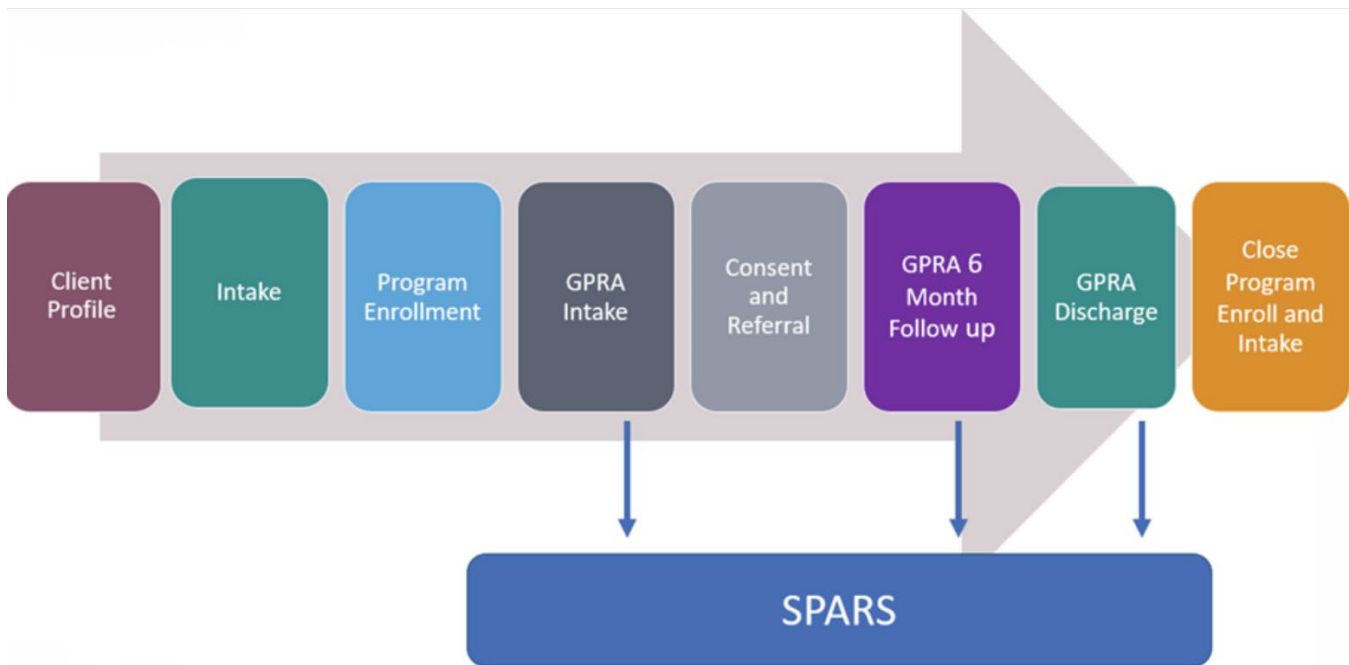 Client
Profile
Intake
Program
Enrollment
GPRA
Intake
Consent
and
Referral
GPRA 6
Month
Follow up
GPRA
Discharge
Close
Program
Enroll and
Intake
SPARS